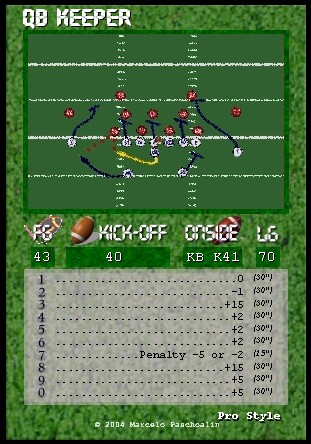 QB KEEPER
FG KICK-OFF ONSIDE LG
43 40 KB K41 70
1 ........................0 (30")
2 ........................-1 (30")
3 ........................+15 (30")
4 ........................+2 (30")
5 ........................+2 (30")
6 ........................+2 (30")
7 ............Penalty -5 or -2 (15")
8 ........................+15 (30")
9 ........................+5 (30")
0 ........................+5 (30")
Pro Style
© 2004 Marcelo Paschoalin